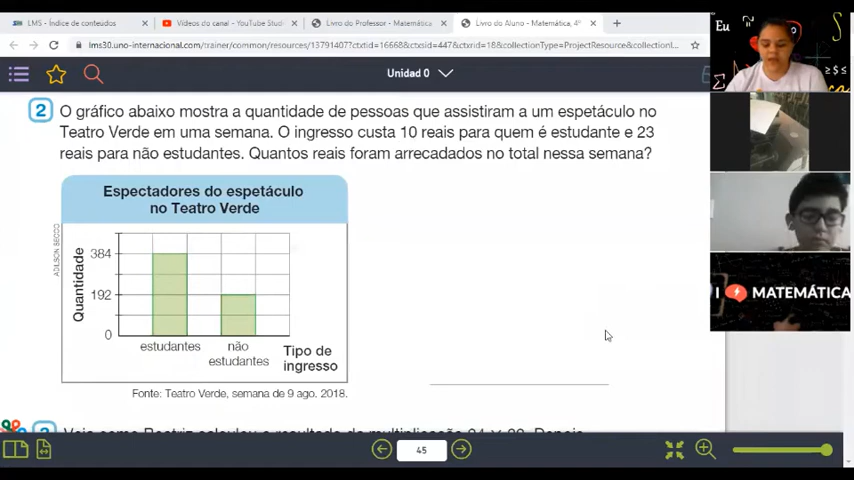 LMS - Índice de conteúdos
Vídeos do canal - YouTube Studi
Livro do Professor - Matemática
Livro do Aluno - Matemática, 4º
lms30.uno-internacional.com/trainer/common/resources/13791407?ctxtid=16668&ctxsid=447&ctxrid=18&collectionType=ProjectResource&collectionI...
Unidad 0
2 O gráfico abaixo mostra a quantidade de pessoas que assistiram a um espetáculo no
Teatro Verde em uma semana. O ingresso custa 10 reais para quem é estudante e 23
reais para não estudantes. Quantos reais foram arrecadados no total nessa semana?
Espectadores do espetáculo
no Teatro Verde
ADILSON SECCO
Quantidade
384
192
0
estudantes
não
estudantes
Tipo de
ingresso
Fonte: Teatro Verde, semana de 9 ago. 2018.
45
Eu
I MATEMÁTICA